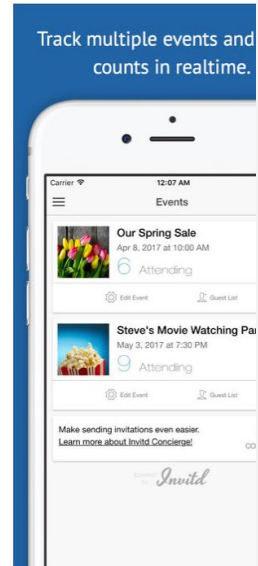 Track multiple events and
counts in realtime.
Carrier 12:07 AM
Events
Our Spring Sale
Apr 8, 2017 at 10:00 AM
6 Attending
Edit Event Guest List
Steve's Movie Watching Pa
May 3, 2017 at 7:30 PM
9 Attending
Edit Event Guest List
Make sending invitations even easier.
Learn more about Invitd Concierge!
co
Invitd